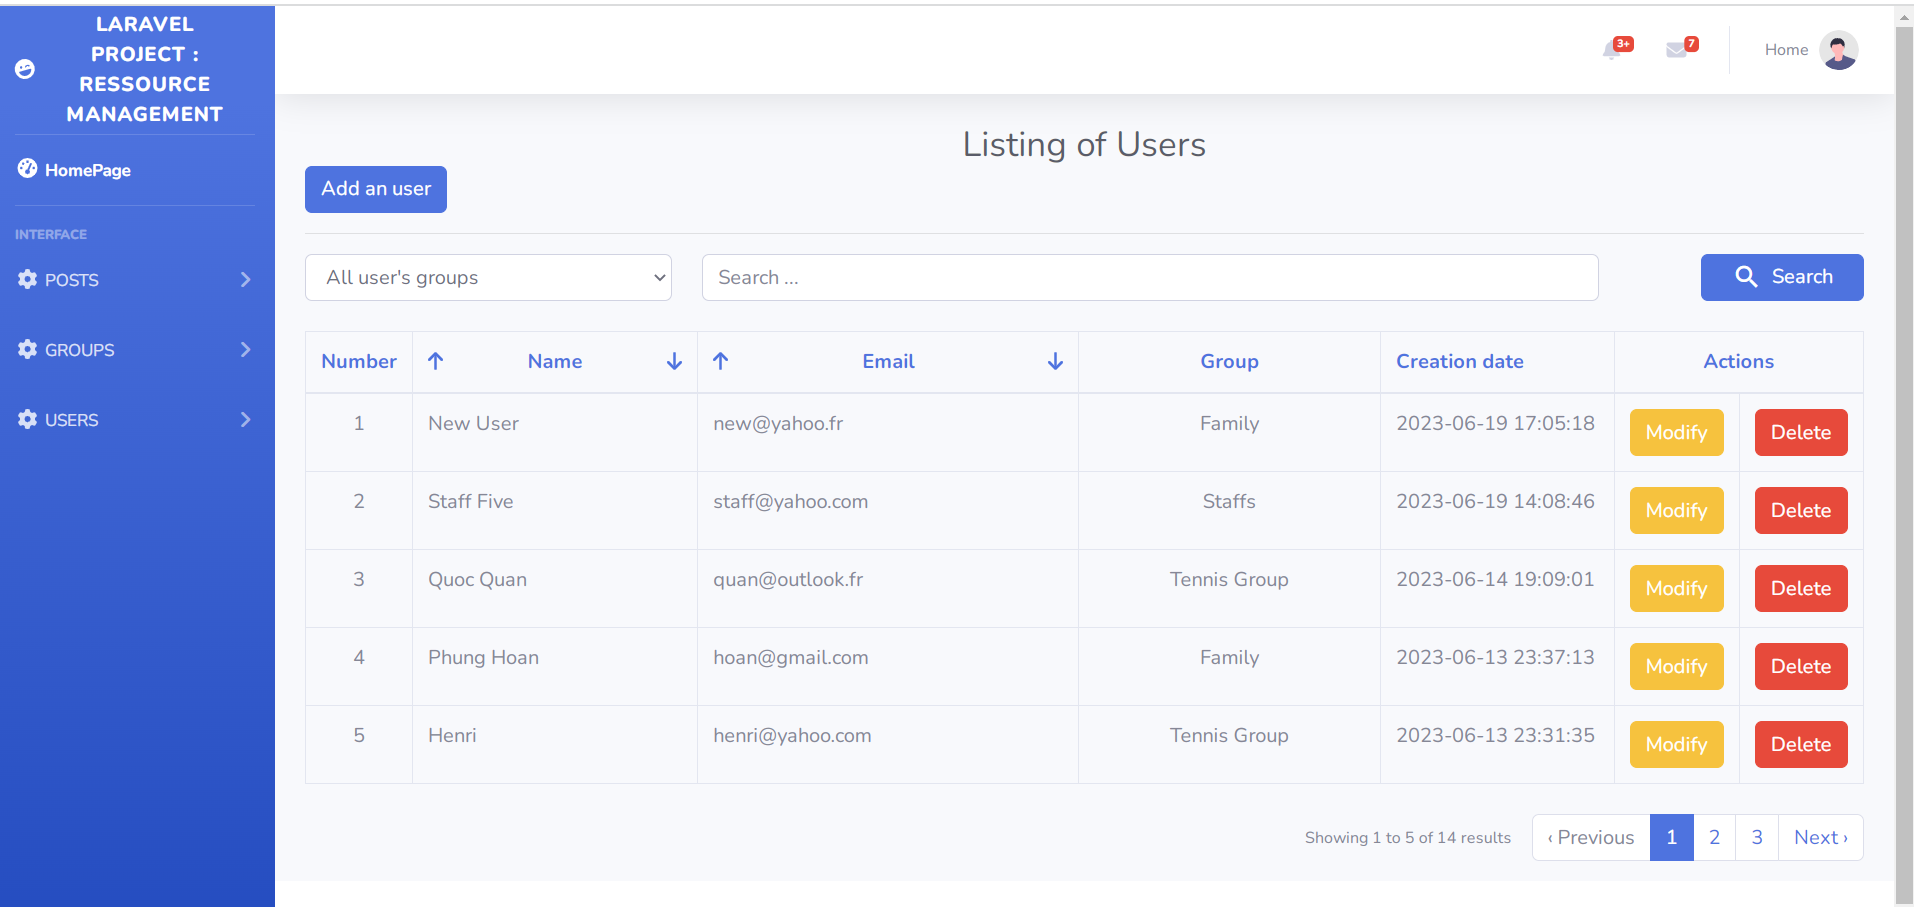 LARAVEL
PROJECT :
RESSOURCE
MANAGEMENT
HomePage
INTERFACE
POSTS
GROUPS
USERS
3+
7
Home
Listing of Users
Add an user
All user's groups
Search ...
Search
Number Name Email Group Creation date Actions
1 New User new@yahoo.fr Family 2023-06-19 17:05:18 Modify Delete
2 Staff Five staff@yahoo.com Staffs 2023-06-19 14:08:46 Modify Delete
3 Quoc Quan quan@outlook.fr Tennis Group 2023-06-14 19:09:01 Modify Delete
4 Phung Hoan hoan@gmail.com Family 2023-06-13 23:37:13 Modify Delete
5 Henri henri@yahoo.com Tennis Group 2023-06-13 23:31:35 Modify Delete
Showing 1 to 5 of 14 results ‹ Previous 1 2 3 Next ›